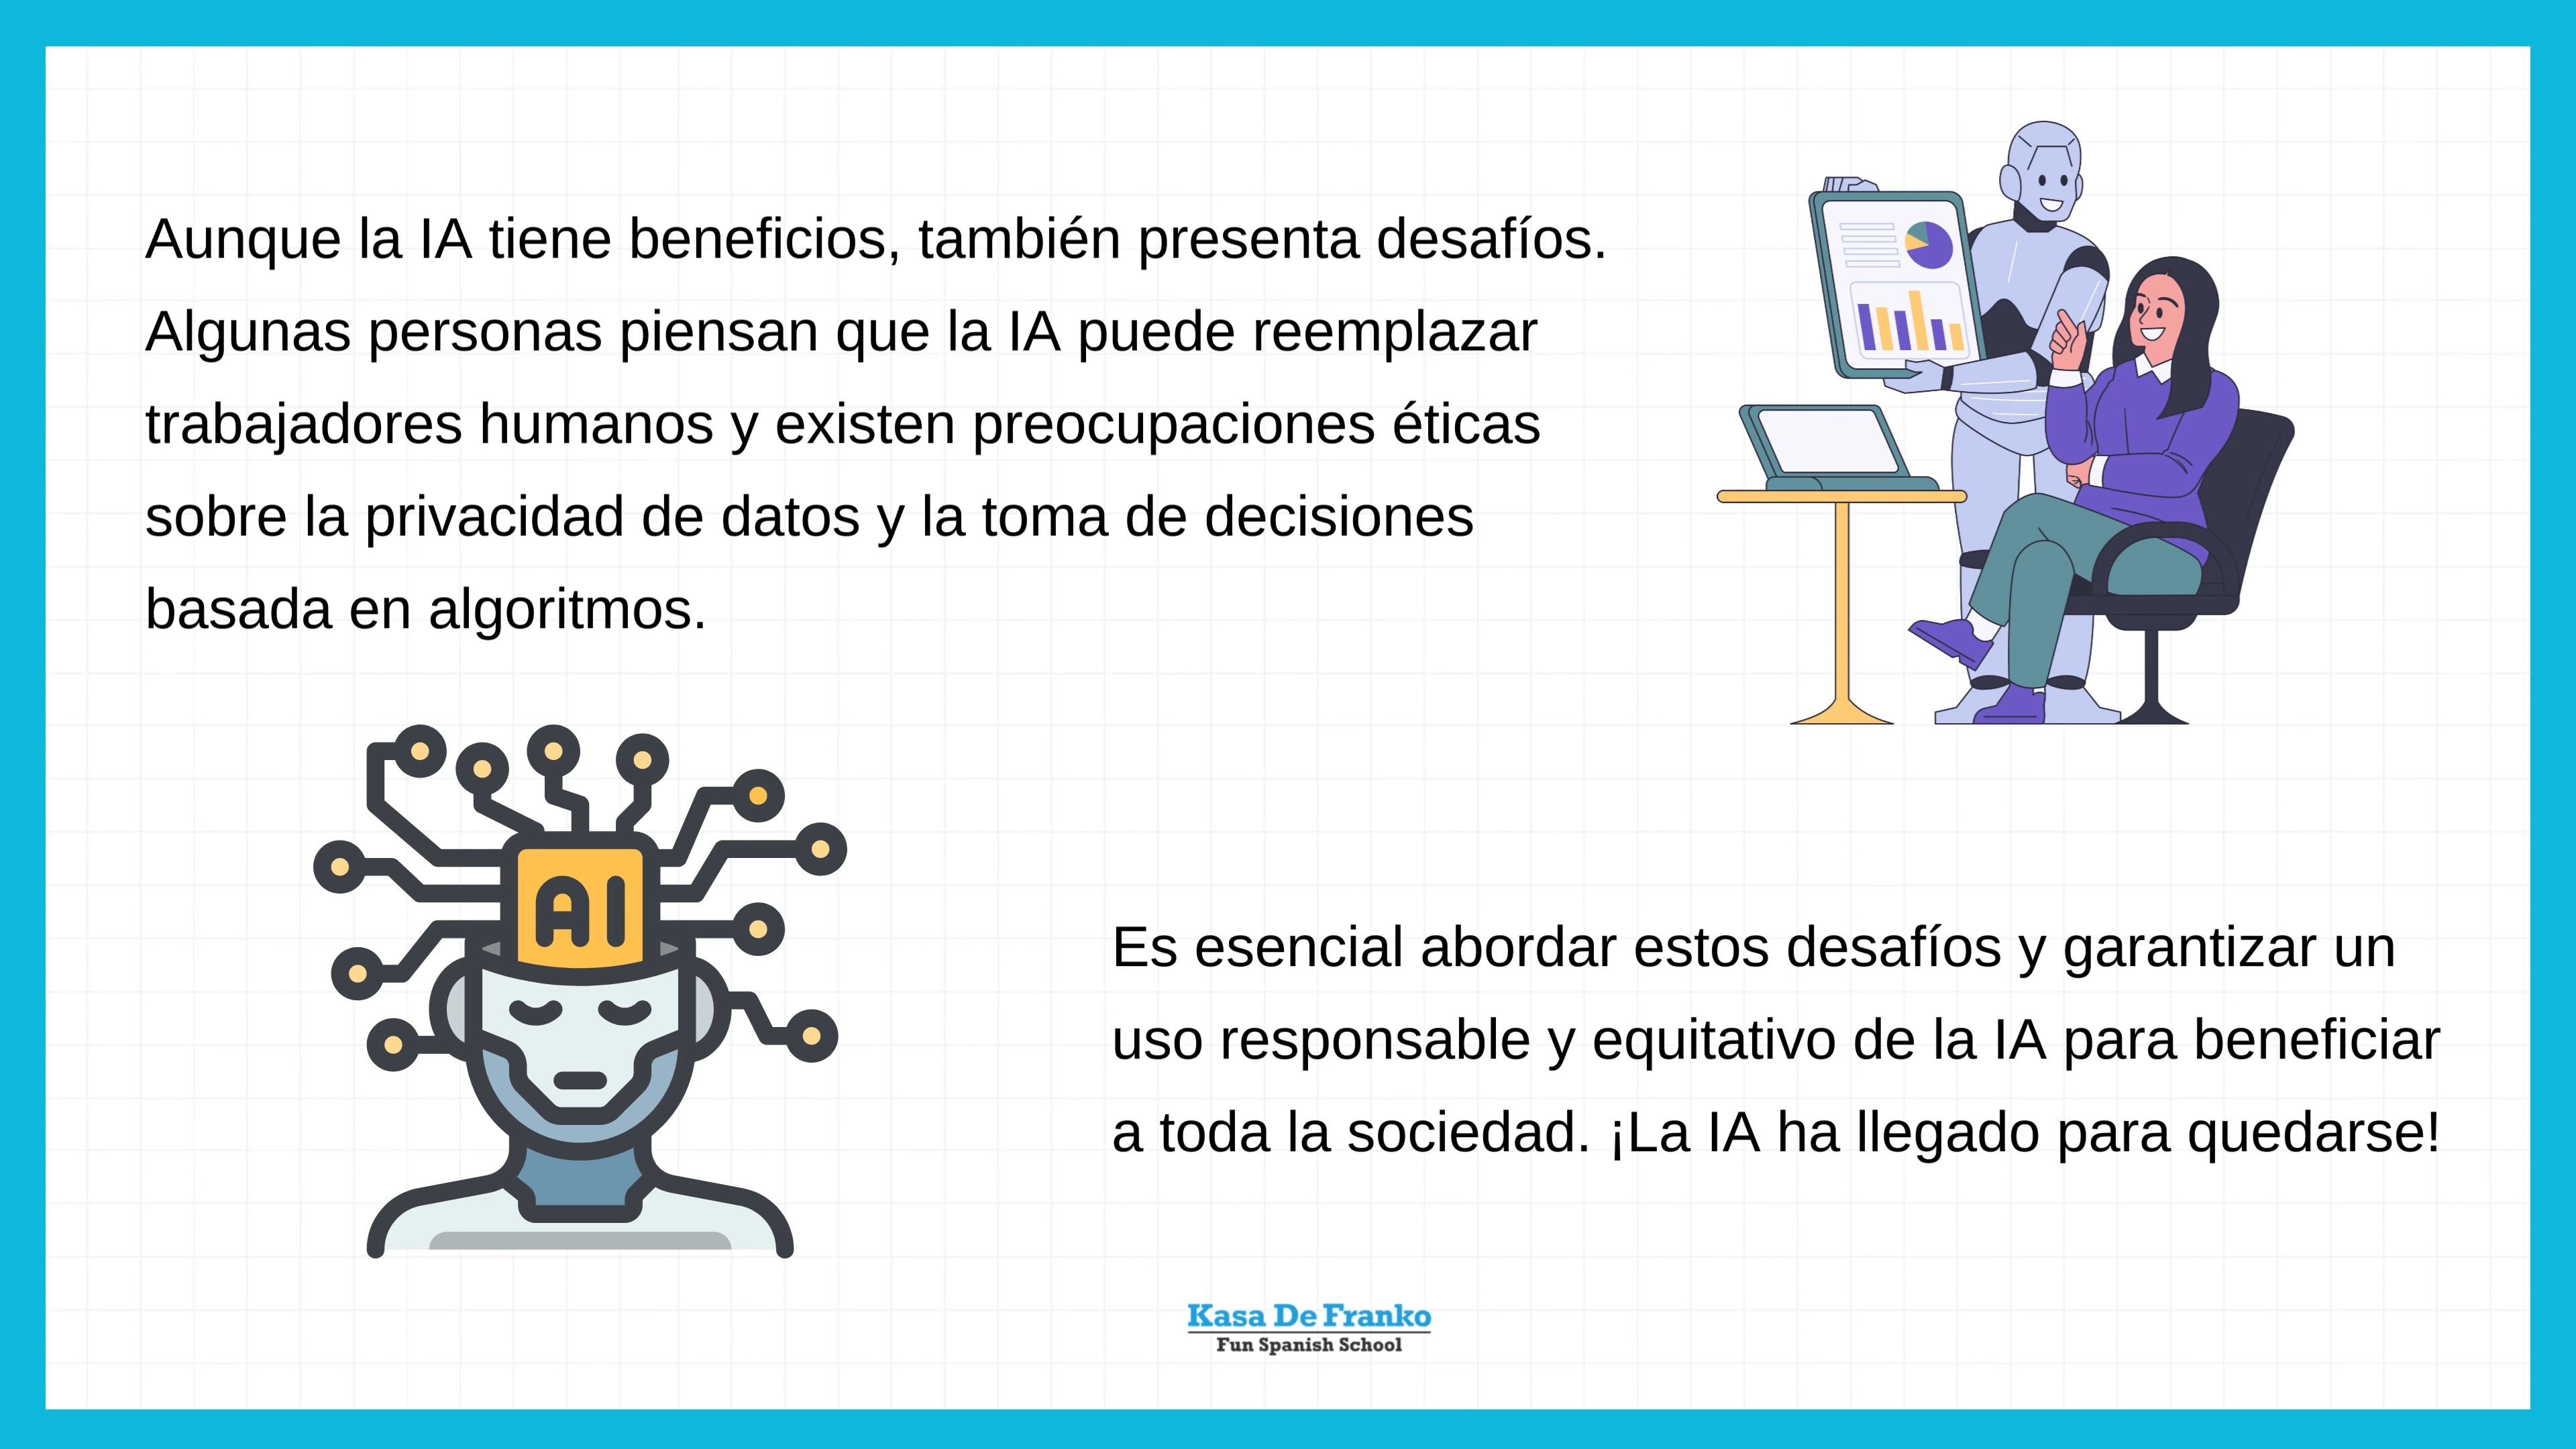 Aunque la IA tiene beneficios, también presenta desafíos.
Algunas personas piensan que la IA puede reemplazar
trabajadores humanos y existen preocupaciones éticas
sobre la privacidad de datos y la toma de decisiones
basada en algoritmos.
AI
Es esencial abordar estos desafíos y garantizar un
uso responsable y equitativo de la IA para beneficiar
a toda la sociedad. ¡La IA ha llegado para quedarse!
Kasa De Franko
Fun Spanish School